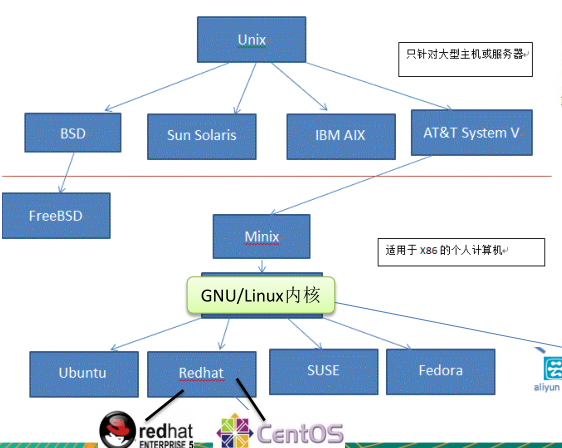 Unix
只针对大型主机或服务器
BSD
Sun Solaris
IBM AIX
AT&T System V
FreeBSD
Minix
适用于 X86 的个人计算机
GNU/Linux内核
Ubuntu
Redhat
SUSE
Fedora
aliyun
redhat
ENTERPRISE 5
CentOS